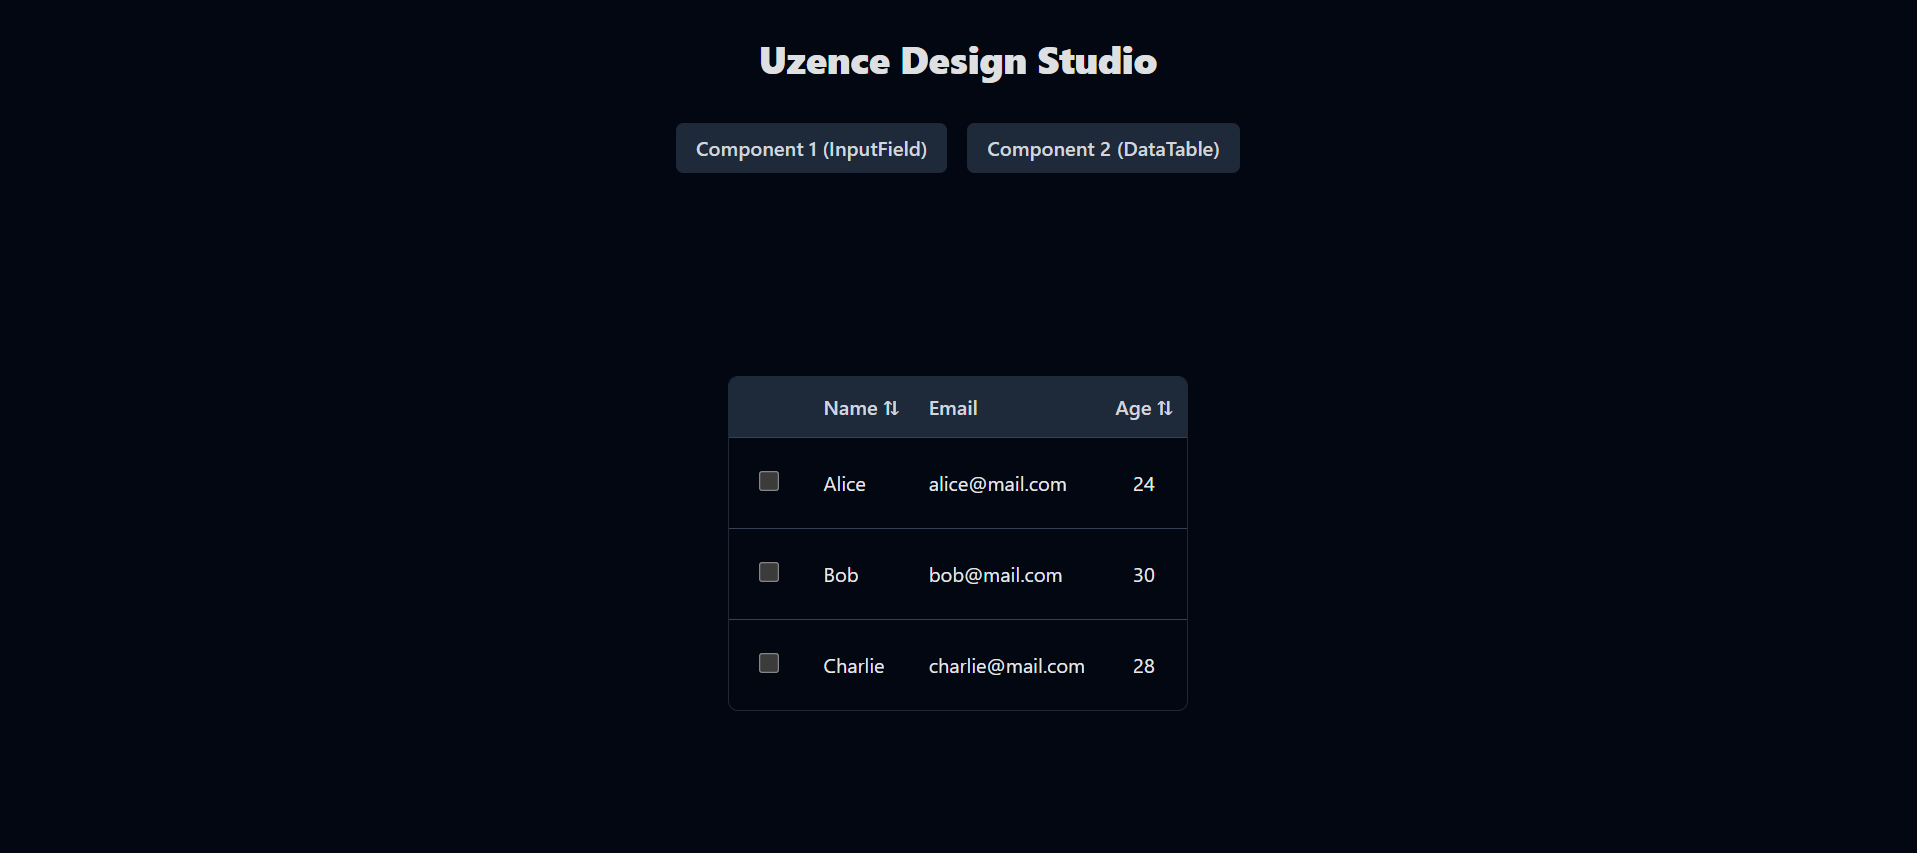 Uzence Design Studio
Component 1 (InputField) Component 2 (DataTable)
Name ⇅ Email Age ⇅
Alice alice@mail.com 24
Bob bob@mail.com 30
Charlie charlie@mail.com 28